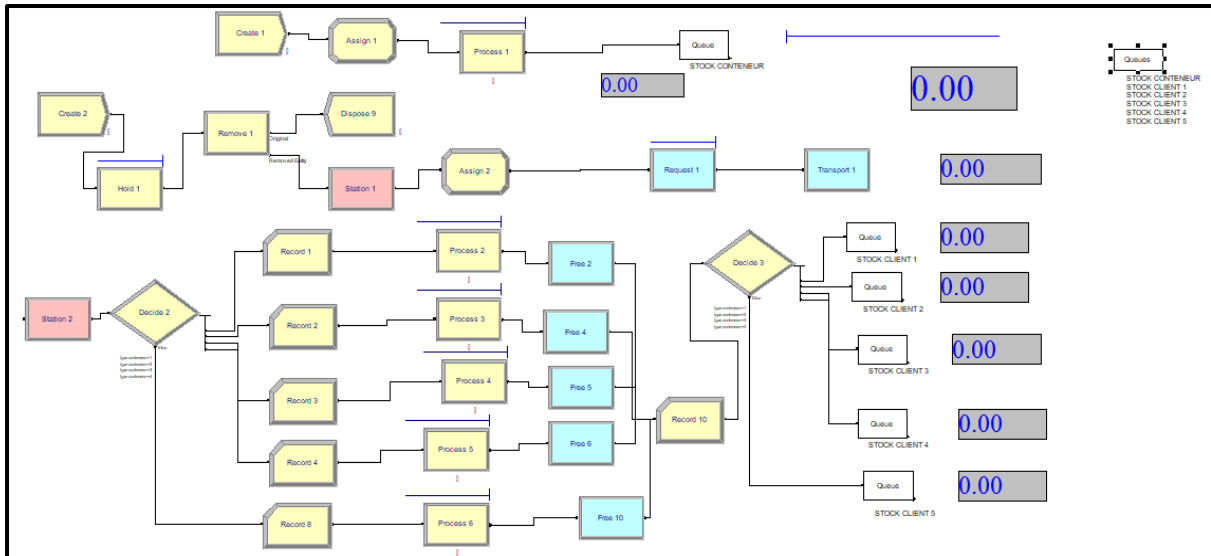 Create 1
Assign 1
Process 1
Queue
STOCK CONTENEUR
0.00
0.00
Queues
STOCK CONTENEUR
STOCK CLIENT 1
STOCK CLIENT 2
STOCK CLIENT 3
STOCK CLIENT 4
STOCK CLIENT 5
Create 2
Hold 1
Remove 1
Original
Removed Entity
Dispose 9
Station 1
Assign 2
Request 1
Transport 1
0.00
Station 2
Decide 2
Else
Record 1
Process 2
Free 2
Record 2
Process 3
Free 4
Record 3
Process 4
Free 5
Record 4
Process 5
Free 6
Record 8
Process 6
Free 10
Record 10
Decide 3
Else
Queue
STOCK CLIENT 1
0.00
Queue
STOCK CLIENT 2
0.00
Queue
STOCK CLIENT 3
0.00
Queue
STOCK CLIENT 4
0.00
Queue
STOCK CLIENT 5
0.00